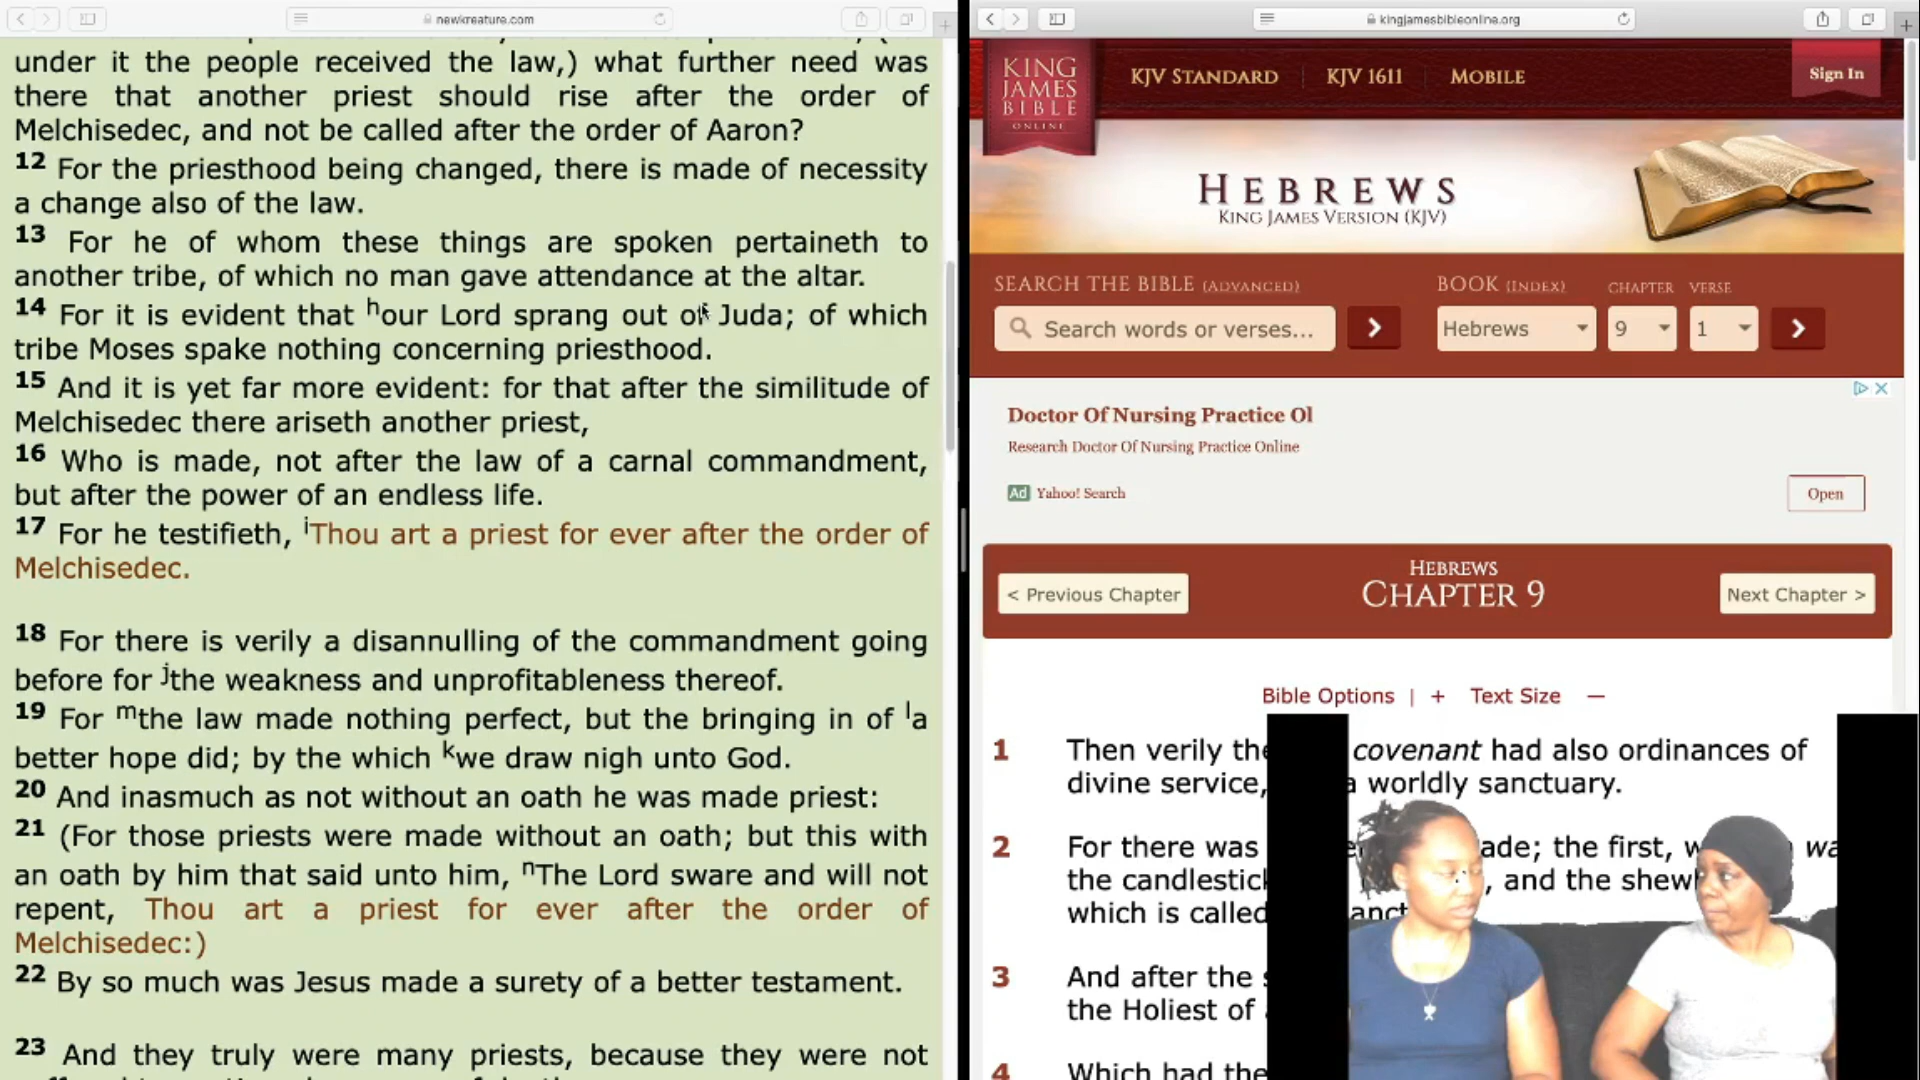 newkreature.com
under it the people received the law,) what further need was
there that another priest should rise after the order of
Melchisedec, and not be called after the order of Aaron?
12 For the priesthood being changed, there is made of necessity
a change also of the law.
13 For he of whom these things are spoken pertaineth to
another tribe, of which no man gave attendance at the altar.
14 For it is evident that hour Lord sprang out of Juda; of which
tribe Moses spake nothing concerning priesthood.
15 And it is yet far more evident: for that after the similitude of
Melchisedec there ariseth another priest,
16 Who is made, not after the law of a carnal commandment,
but after the power of an endless life.
17 For he testifieth, iThou art a priest for ever after the order of
Melchisedec.
18 For there is verily a disannulling of the commandment going
before for jthe weakness and unprofitableness thereof.
19 For mthe law made nothing perfect, but the bringing in of la
better hope did; by the which kwe draw nigh unto God.
20 And inasmuch as not without an oath he was made priest:
21 (For those priests were made without an oath; but this with
an oath by him that said unto him, nThe Lord sware and will not
repent, Thou art a priest for ever after the order of
Melchisedec:)
22 By so much was Jesus made a surety of a better testament.
23 And they truly were many priests, because they were not
kingjamesbibleonline.org
KING
JAMES
BIBLE
ONLINE
KJV STANDARD | KJV 1611 | MOBILE
Sign In
HEBREWS
KING JAMES VERSION (KJV)
SEARCH THE BIBLE (ADVANCED)
BOOK (INDEX) CHAPTER VERSE
Search words or verses...
Hebrews 9 1
Doctor Of Nursing Practice Ol
Research Doctor Of Nursing Practice Online
Ad Yahoo! Search
Open
< Previous Chapter
HEBREWS
CHAPTER 9
Next Chapter >
Bible Options | + Text Size —
1 Then verily the covenant had also ordinances of
divine service, a worldly sanctuary.
2 For there was ade; the first,
the candlestick , and the
which is called
3 And after the
the Holiest of
4 Which had the